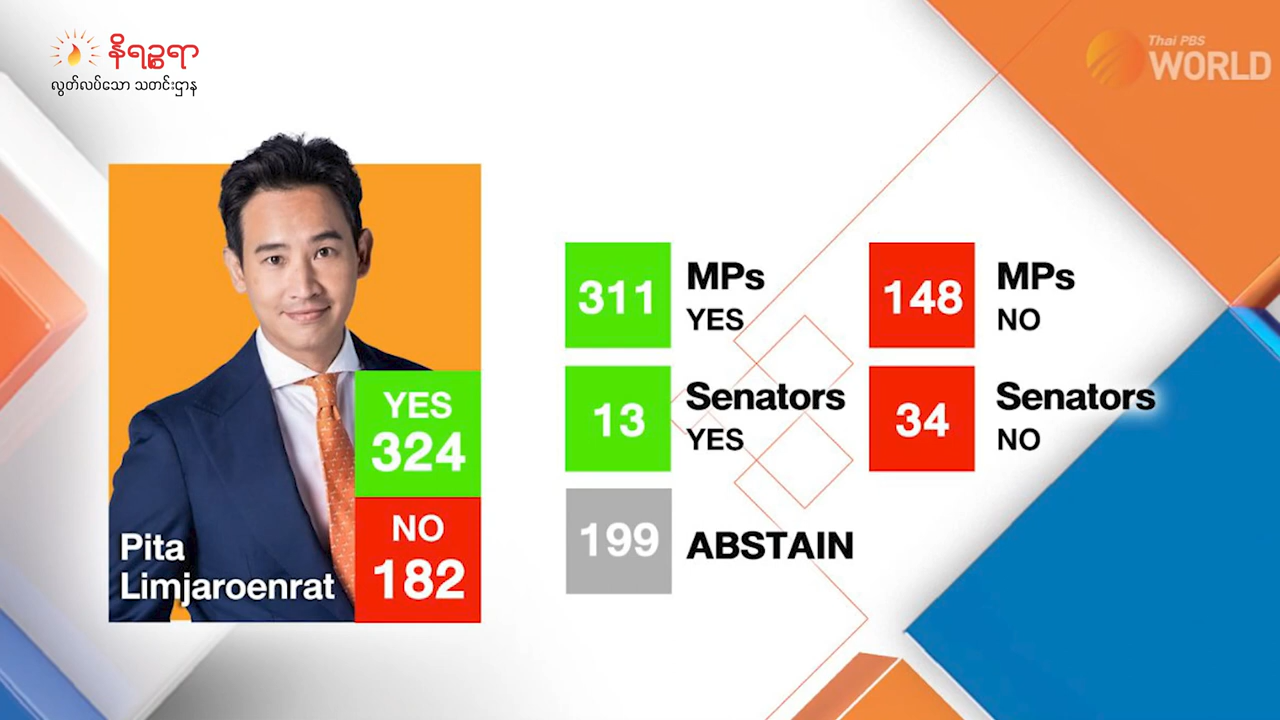 နိရဉ္စရာ
လွတ်လပ်သော သတင်းဌာန
Thai PBS
WORLD
YES
324
NO
182
Pita
Limjaroenrat
311
MPs
YES
148
MPs
NO
13
Senators
YES
34
Senators
NO
199
ABSTAIN